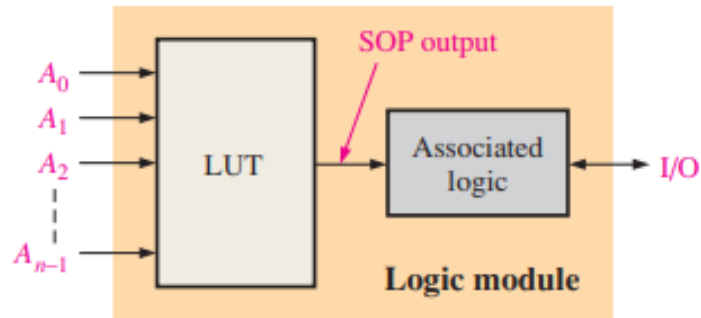 SOP output
A0
A1
A2
An–1
LUT
Associated
logic
I/O
Logic module